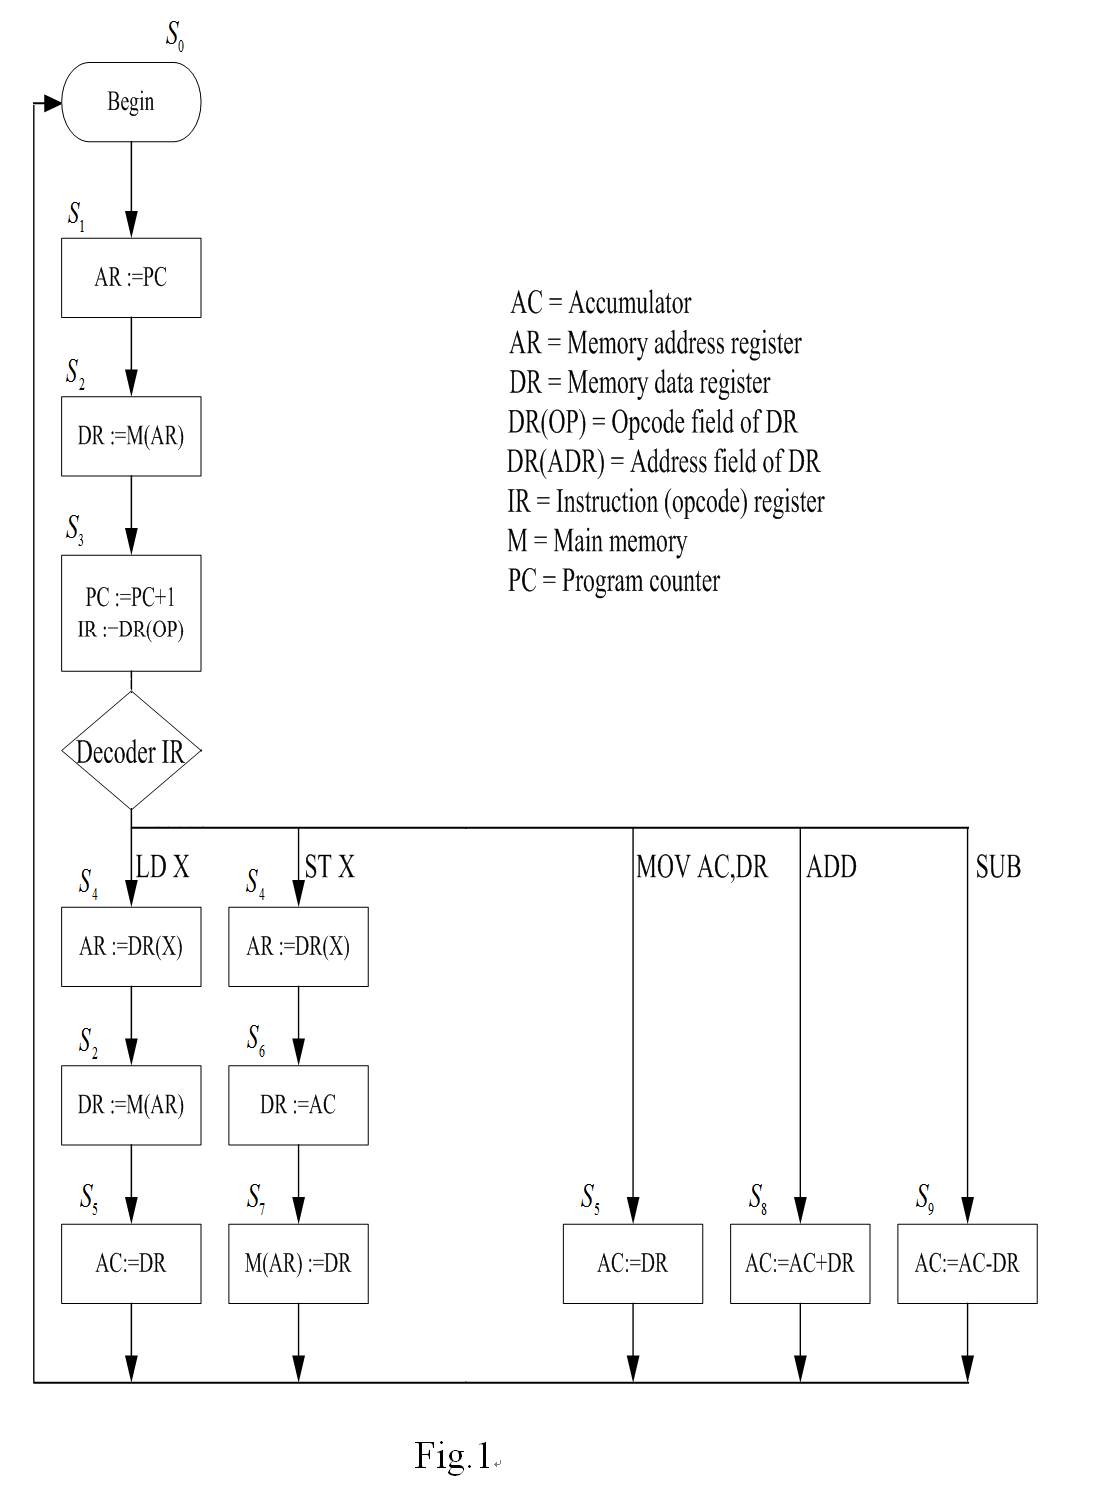 S0
Begin
S1
AR :=PC
S2
DR :=M(AR)
S3
PC :=PC+1
IR :=DR(OP)
Decoder IR
AC = Accumulator
AR = Memory address register
DR = Memory data register
DR(OP) = Opcode field of DR
DR(ADR) = Address field of DR
IR = Instruction (opcode) register
M = Main memory
PC = Program counter
LD X
ST X
MOV AC,DR
ADD
SUB
S4
S4
AR :=DR(X)
AR :=DR(X)
S2
S6
DR :=M(AR)
DR :=AC
S5
S7
S5
S8
S9
AC:=DR
M(AR) :=DR
AC:=DR
AC:=AC+DR
AC:=AC-DR
Fig.1